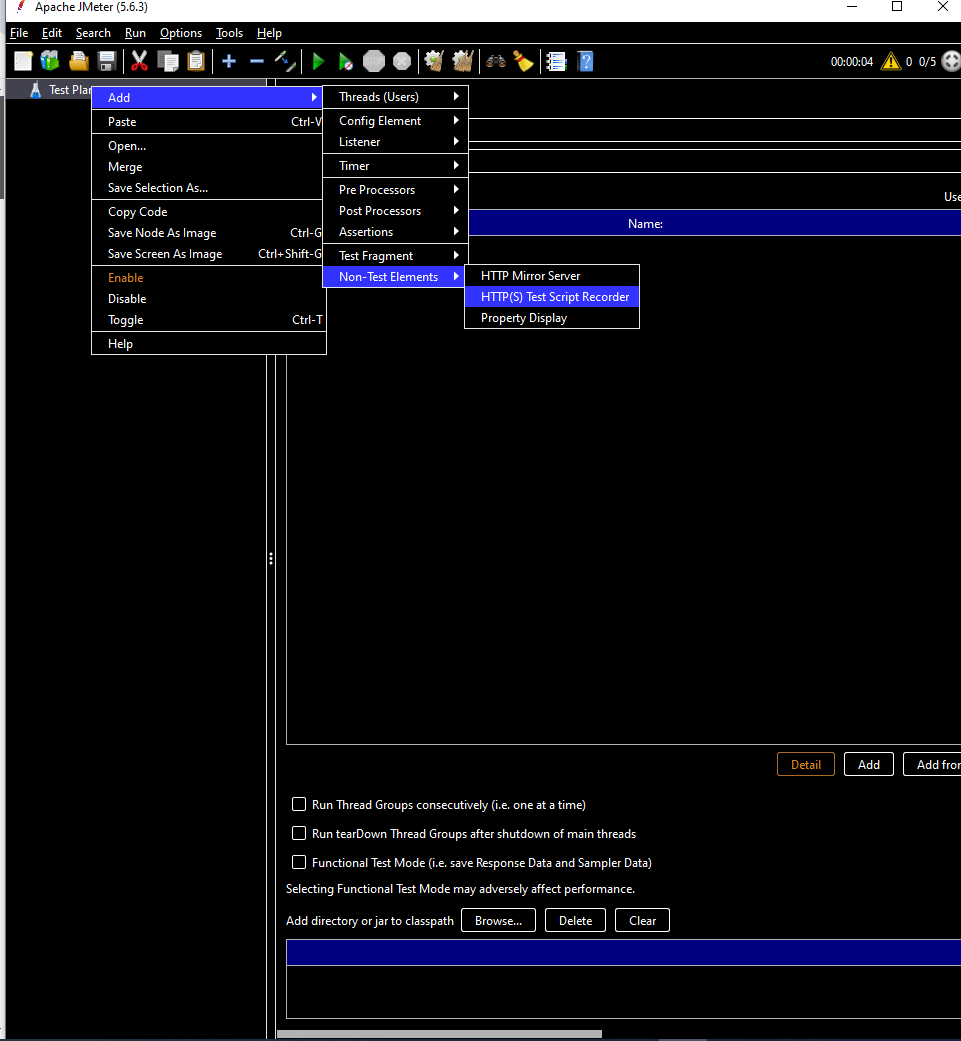 Apache JMeter (5.6.3)
File Edit Search Run Options Tools Help
00:00:04 0 0/5
Test Plan
Add
Paste Ctrl-V
Open...
Merge
Save Selection As...
Copy Code
Save Node As Image Ctrl-G
Save Screen As Image Ctrl+Shift-G
Enable
Disable
Toggle Ctrl-T
Help
Threads (Users)
Config Element
Listener
Timer
Pre Processors
Post Processors
Assertions
Test Fragment
Non-Test Elements
HTTP Mirror Server
HTTP(S) Test Script Recorder
Property Display
Use
Name:
Detail Add Add from
Run Thread Groups consecutively (i.e. one at a time)
Run tearDown Thread Groups after shutdown of main threads
Functional Test Mode (i.e. save Response Data and Sampler Data)
Selecting Functional Test Mode may adversely affect performance.
Add directory or jar to classpath Browse... Delete Clear